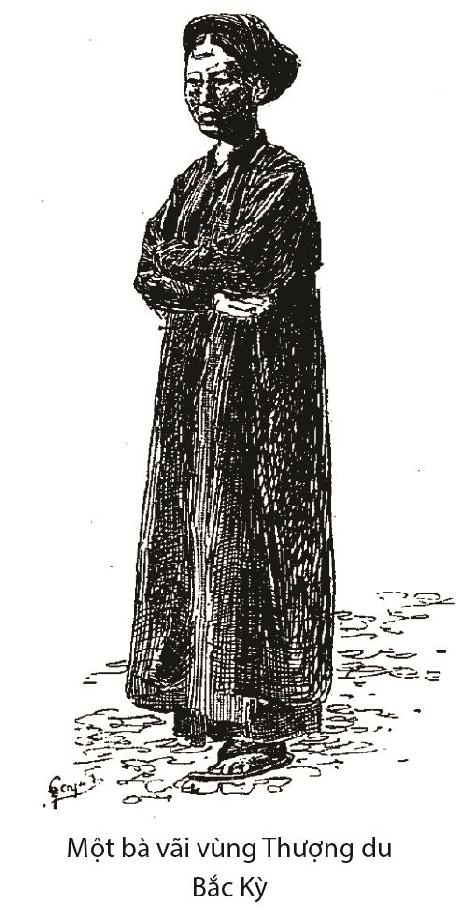 Một bà vãi vùng Thượng du
Bắc Kỳ